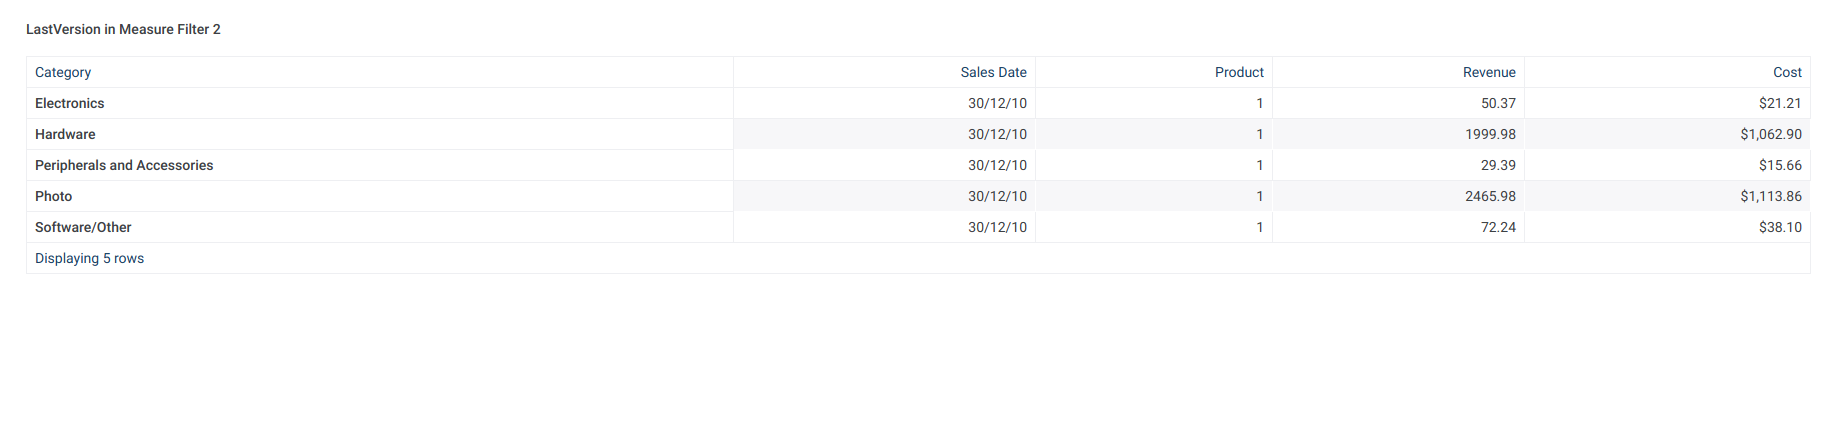 LastVersion in Measure Filter 2
Category Sales Date Product Revenue Cost
Electronics 30/12/10 1 50.37 $21.21
Hardware 30/12/10 1 1999.98 $1,062.90
Peripherals and Accessories 30/12/10 1 29.39 $15.66
Photo 30/12/10 1 2465.98 $1,113.86
Software/Other 30/12/10 1 72.24 $38.10
Displaying 5 rows